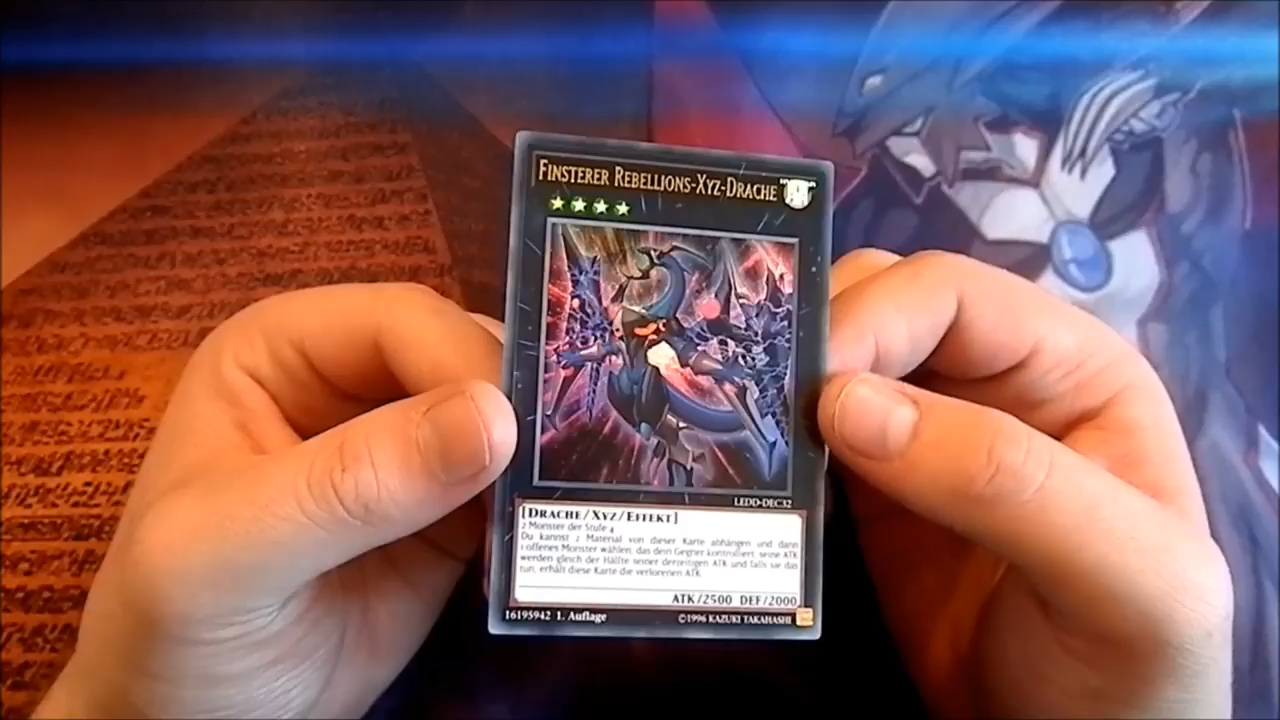 FINSTERER REBELLIONS-XYZ-DRACHE
LEDD-DEC32
[DRACHE/XYZ/EFFEKT]
2 Monster der Stufe 4
Du kannst 2 Material von dieser Karte abhängen und dann
1 offenes Monster wählen, das dein Gegner kontrolliert; seine ATK
werden gleich der Hälfte seiner derzeitigen ATK und falls sie das
tun, erhält diese Karte die verlorenen ATK.
ATK/2500 DEF/2000
16195942 1. Auflage
©1996 KAZUKI TAKAHASHI